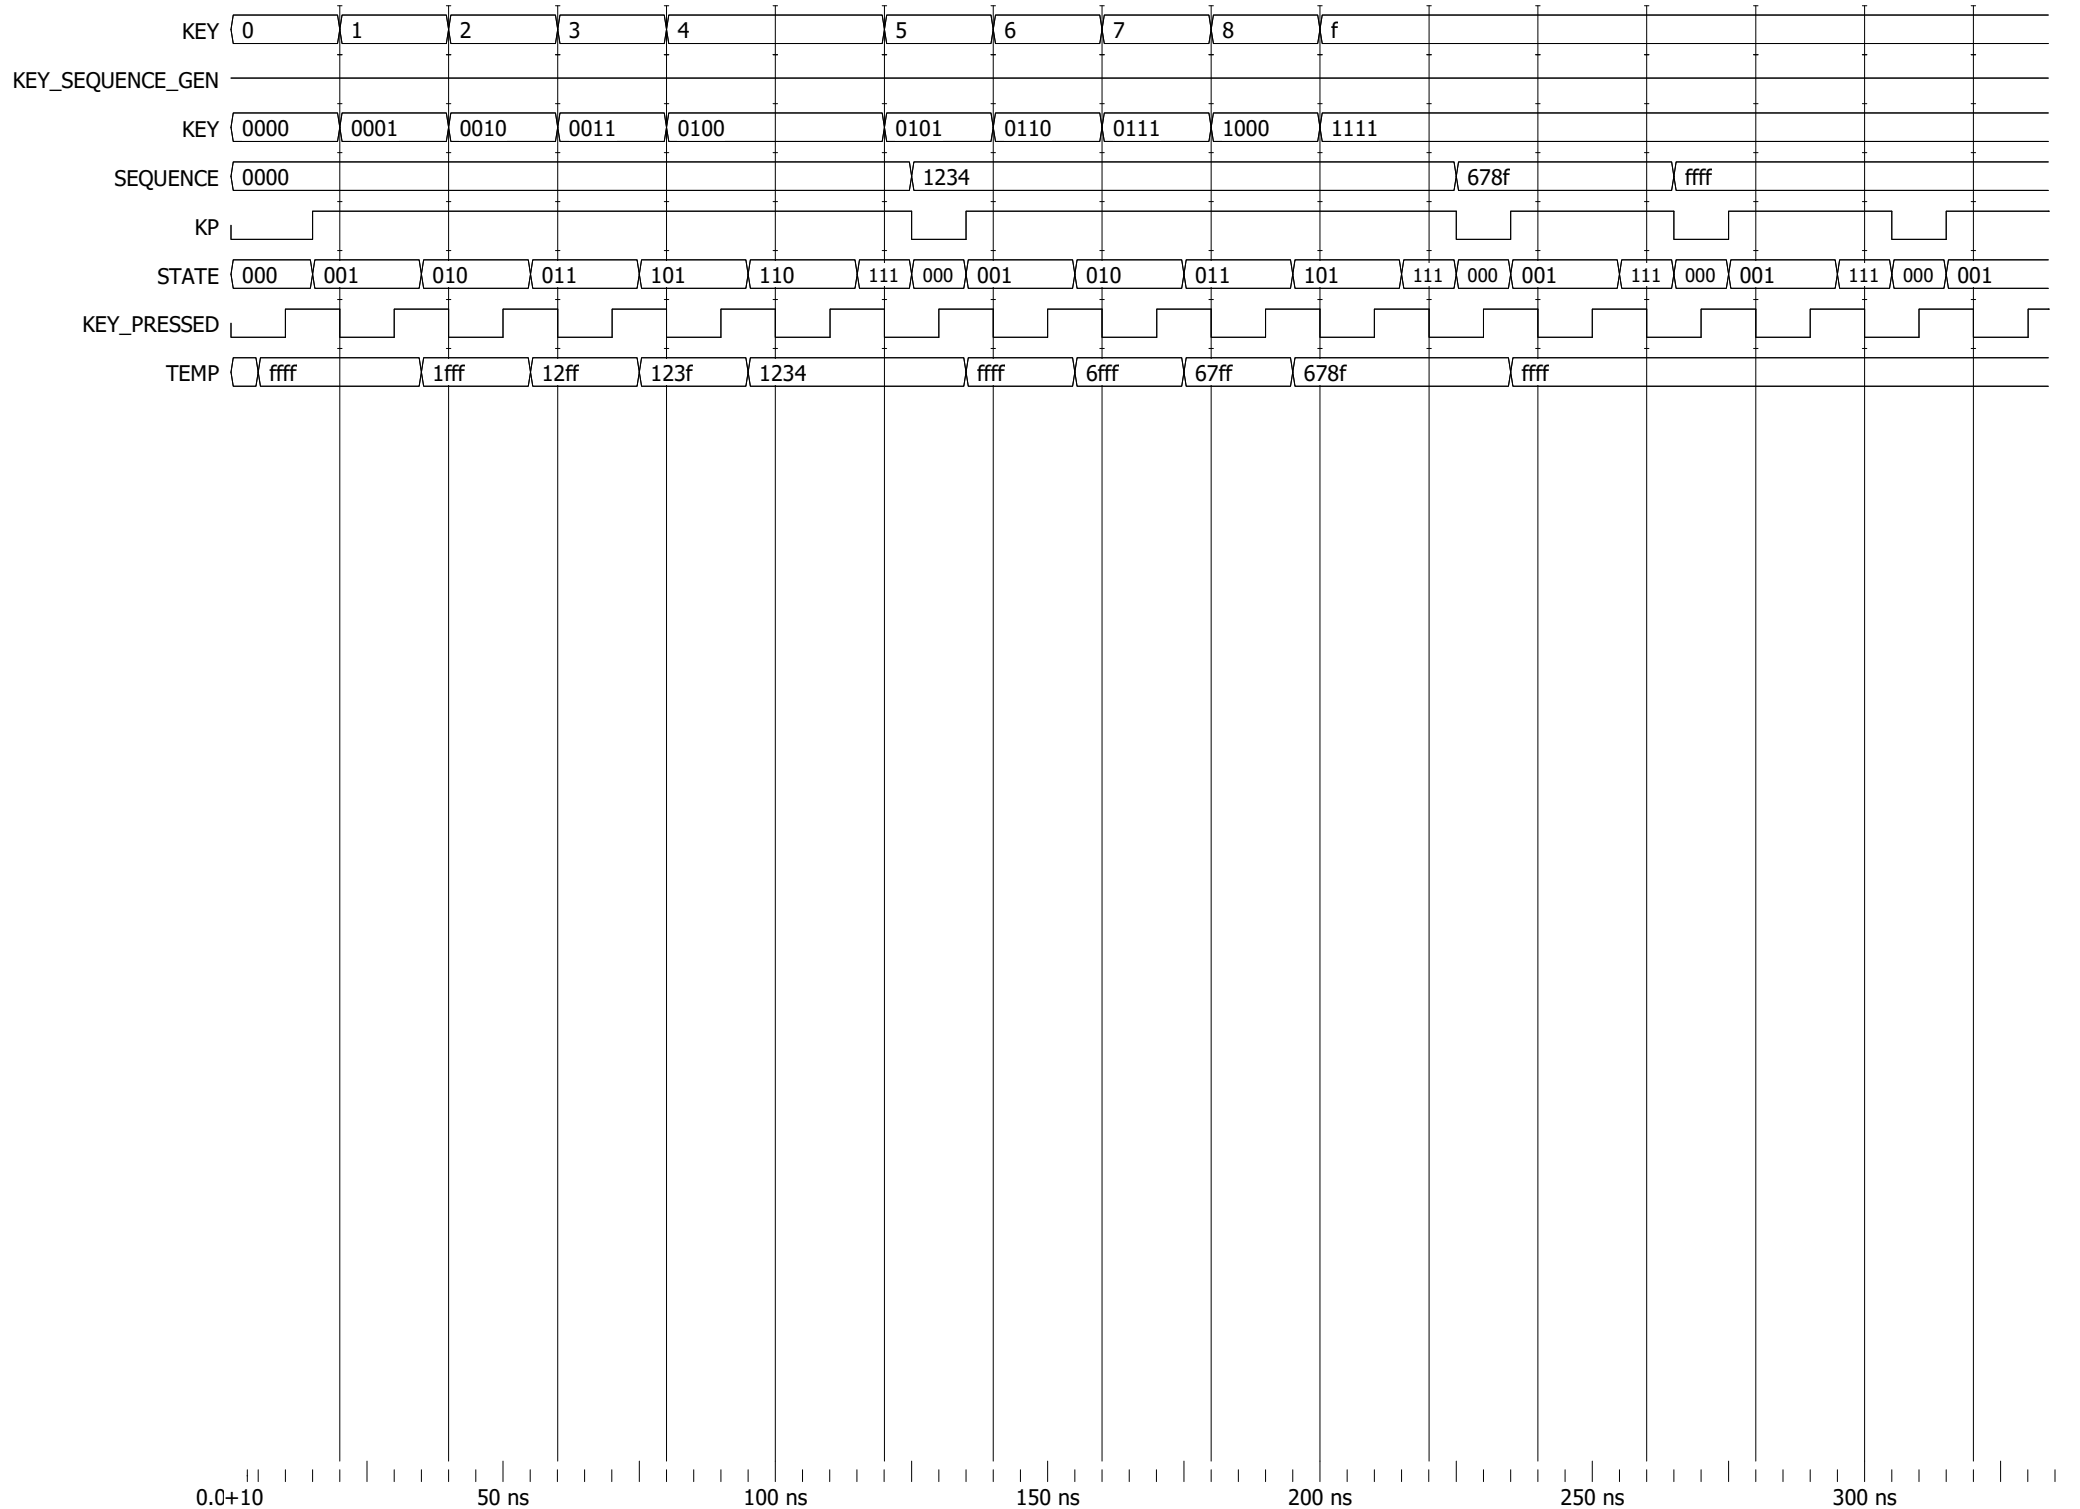 KEY 0 1 2 3 4 5 6 7 8 f
KEY_SEQUENCE_GEN
KEY 0000 0001 0010 0011 0100 0101 0110 0111 1000 1111
SEQUENCE 0000 1234 678f ffff
KP
STATE 000 001 010 011 101 110 111 000 001 010 011 101 111 000 001 111 000 001 111 000 001
KEY_PRESSED
TEMP ffff 1fff 12ff 123f 1234 ffff 6fff 67ff 678f ffff
0.0+10 50 ns 100 ns 150 ns 200 ns 250 ns 300 ns